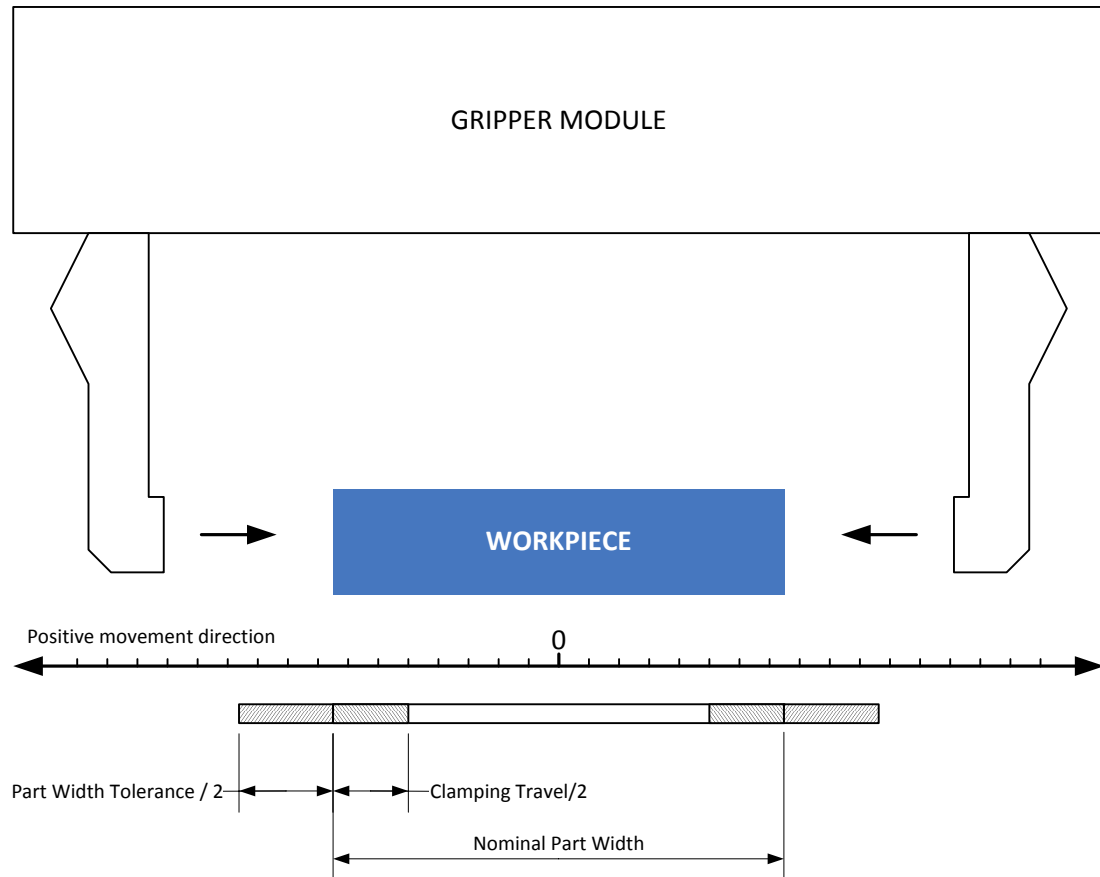 GRIPPER MODULE
WORKPIECE
Positive movement direction
0
Part Width Tolerance / 2
Clamping Travel/2
Nominal Part Width